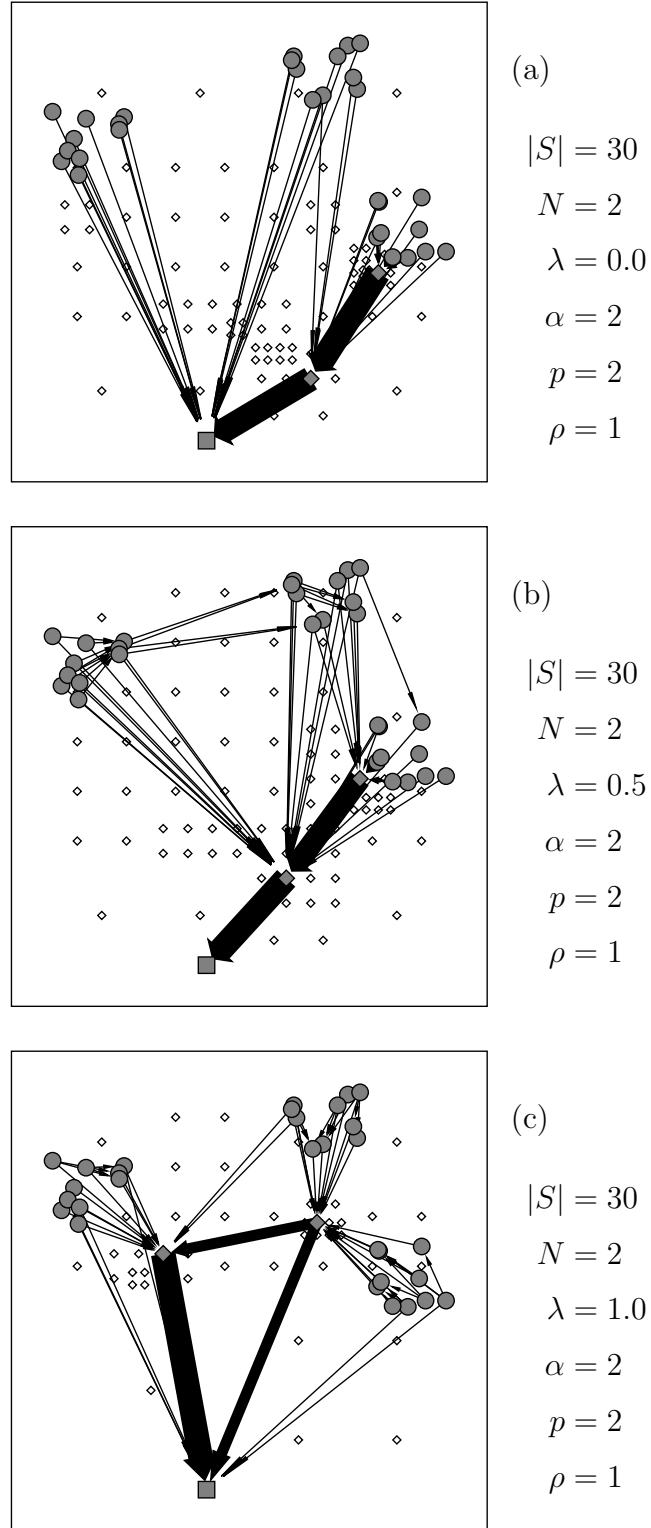 (a)
|S| = 30
N = 2
λ = 0.0
α = 2
p = 2
ρ = 1
(b)
|S| = 30
N = 2
λ = 0.5
α = 2
p = 2
ρ = 1
(c)
|S| = 30
N = 2
λ = 1.0
α = 2
p = 2
ρ = 1